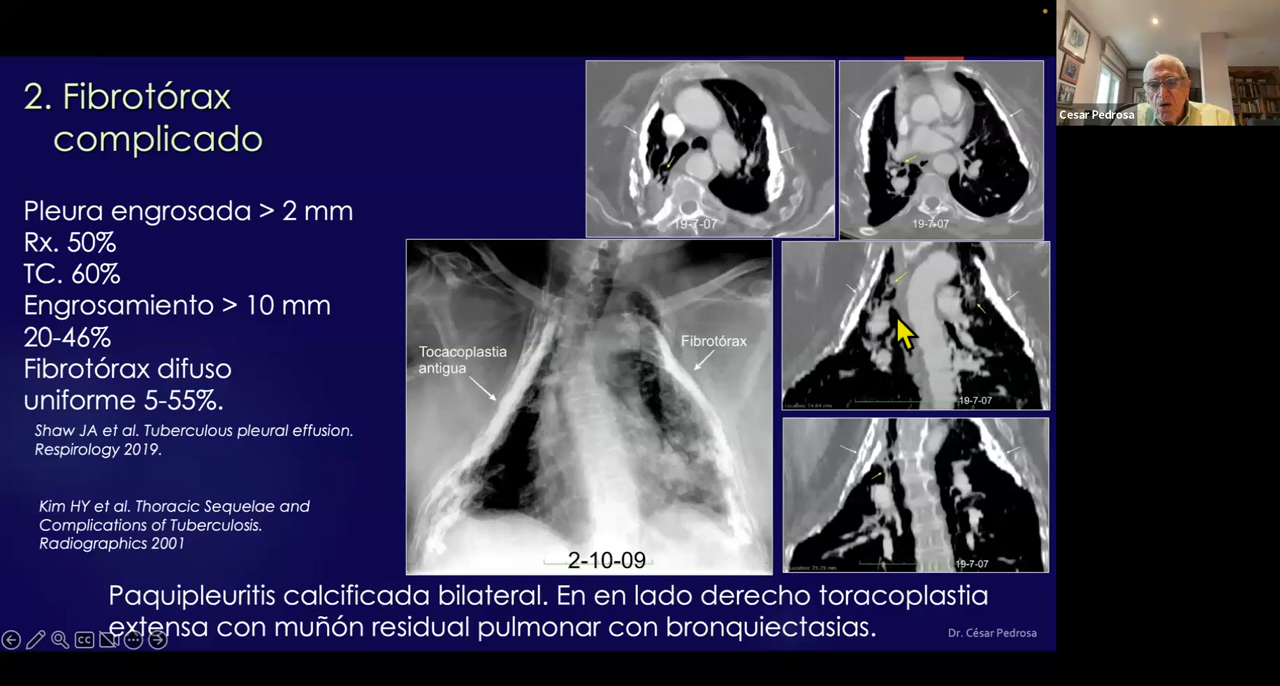 2. Fibrotórax
complicado
Pleura engrosada > 2 mm
Rx. 50%
TC. 60%
Engrosamiento > 10 mm
20-46%
Fibrotórax difuso
uniforme 5-55%.
Shaw JA et al. Tuberculous pleural effusion.
Respirology 2019.
Kim HY et al. Thoracic Sequelae and
Complications of Tuberculosis.
Radiographics 2001
19-7-07
19-7-07
Tocacoplastia
antigua
Fibrotórax
2-10-09
19-7-07
19-7-07
Paquipleuritis calcificada bilateral. En en lado derecho toracoplastia
extensa con muñón residual pulmonar con bronquiectasias.
CC
Dr. César Pedrosa
Cesar Pedrosa